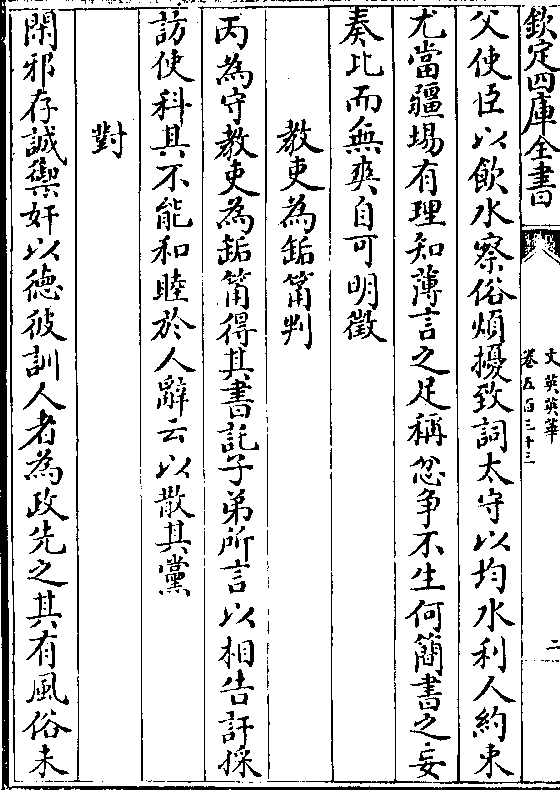 欽定四庫全書
文苑英華
卷五百三十三
二
父使臣以飲水察俗煩擾致詞太守以均水利人約束
尤當疆埸有理知薄言之足稱忿争不生何簡書之妄
奏比而無爽自可明徵
教吏為缿筩判
丙為守教吏為缿筩得其書託子弟所言以相告訐採
訪使科其不能和睦於人辭云以散其黨
對
閑邪存誠禦奸以德彼訓人者為政先之其有風俗未